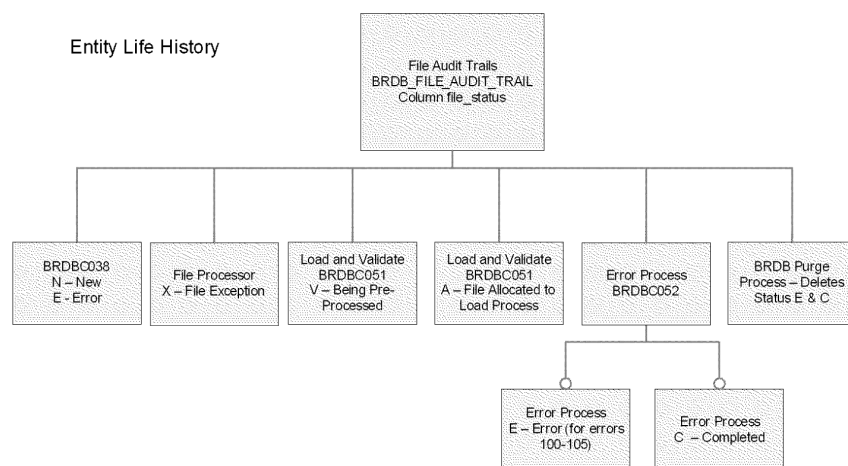 Entity Life History
File Audit Trails
BRDB_FILE_AUDIT_TRAIL
Column file_status
BRDBC038
N – New
E - Error
File Processor
X – File Exception
Load and Validate
BRDBC051
V – Being Pre-
Processed
Load and Validate
BRDBC051
A – File Allocated to
Load Process
Error Process
BRDBC052
BRDB Purge
Process – Deletes
Status E & C
Error Process
E – Error (for errors
100-105)
Error Process
C – Completed